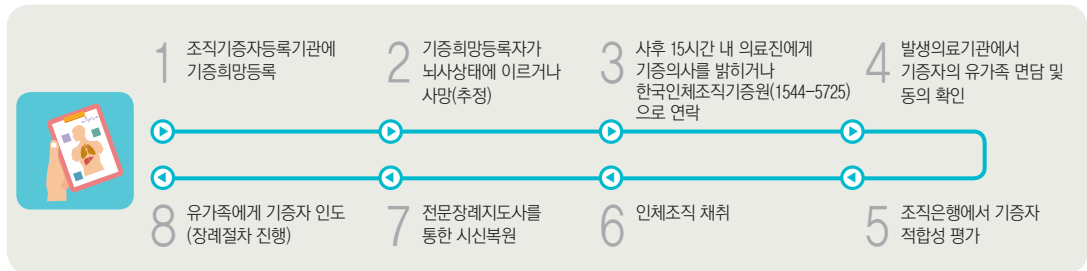 1
조직기증자등록기관에
기증희망등록
2
기증희망등록자가
뇌사상태에 이르거나
사망(추정)
3
사후 15시간 내 의료진에게
기증의사를 밝히거나
한국인체조직기증원(1544-5725)
으로 연락
4
발생의료기관에서
기증자의 유가족 면담 및
동의 확인
5
조직은행에서 기증자
적합성 평가
6
인체조직 채취
7
전문장례지도사를
통한 시신복원
8
유가족에게 기증자 인도
(장례절차 진행)